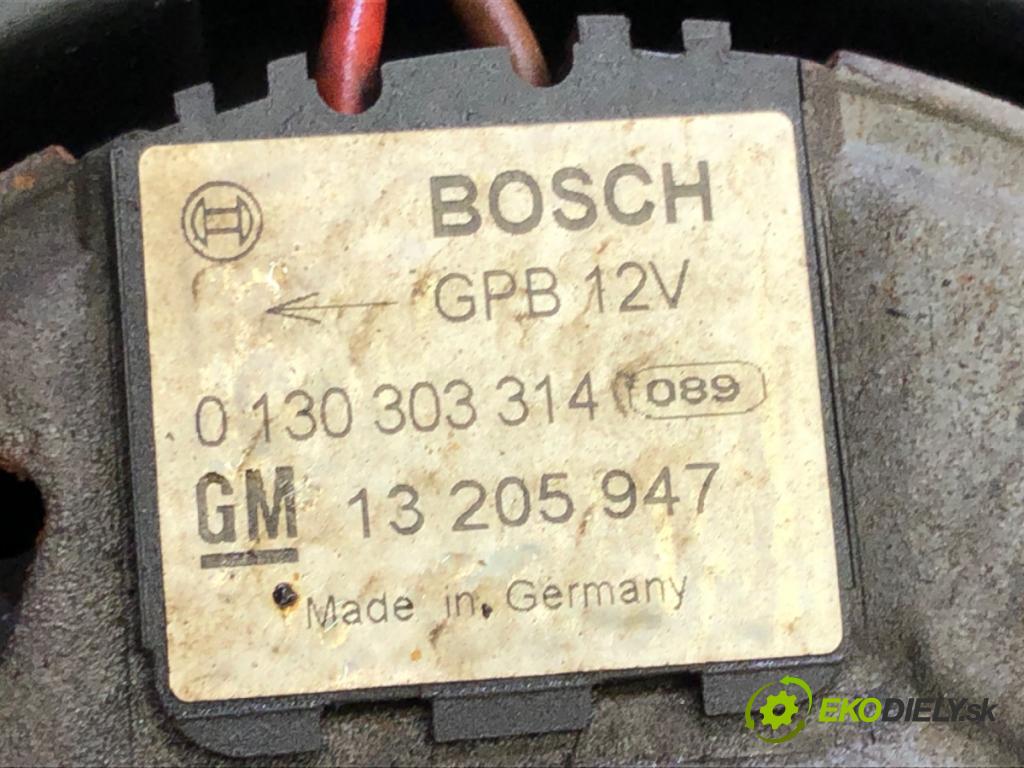 BOSCH
GPB 12V
0 130 303 314 089
GM 13 205 947
Made in Germany
EKODIELY.sk